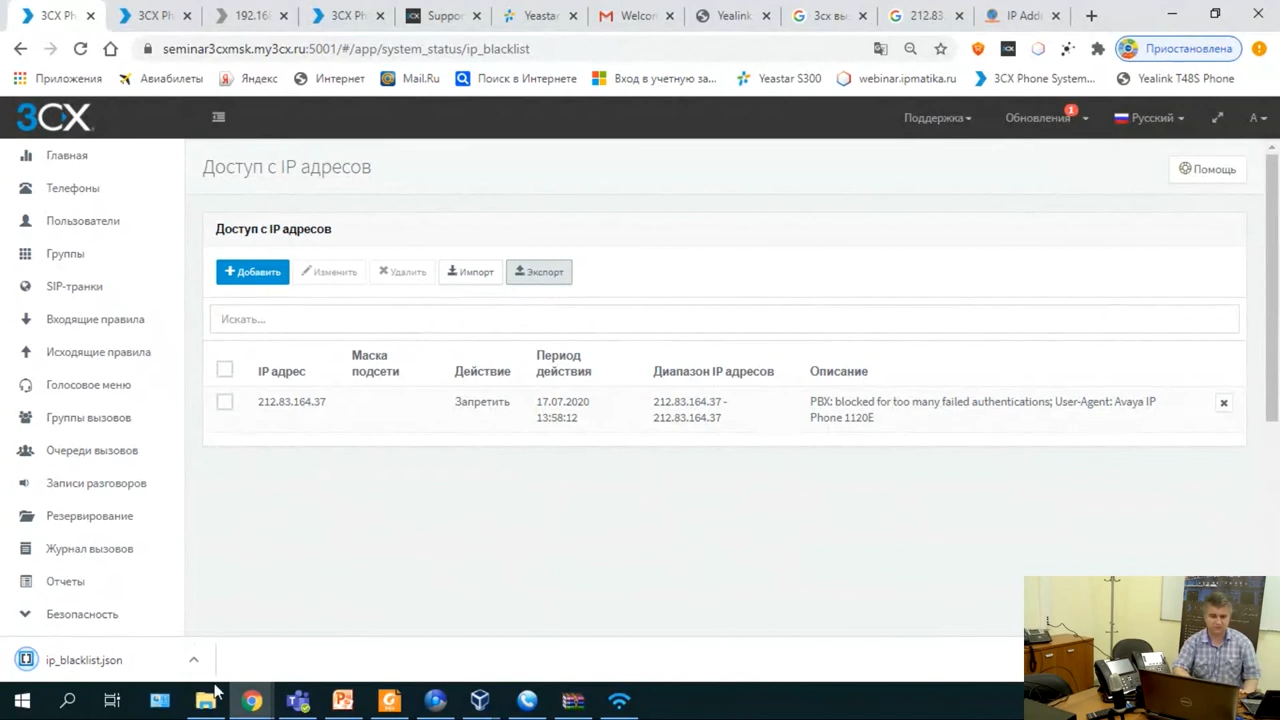 3CX Ph
3CX Ph
192.16
3CX Ph
Suppor
Yeastar
Welcor
Yealink
3сх вы
212.83
IP Add
seminar3cxmsk.my3cx.ru:5001/#/app/system_status/ip_blacklist
Приостановлена
Приложения
Авиабилеты
Яндекс
Интернет
Mail.Ru
Поиск в Интернете
Вход в учетную за...
Yeastar S300
webinar.ipmatika.ru
3CX Phone System...
Yealink T48S Phone
3CX
Поддержка
Обновления
1
Русский
A
Главная
Телефоны
Пользователи
Группы
SIP-транки
Входящие правила
Исходящие правила
Голосовое меню
Группы вызовов
Очереди вызовов
Записи разговоров
Резервирование
Журнал вызовов
Отчеты
Безопасность
Доступ с IP адресов
Помощь
Доступ с IP адресов
Добавить
Изменить
Удалить
Импорт
Экспорт
Искать...
IP адрес
Маска
подсети
Действие
Период
действия
Диапазон IP адресов
Описание
212.83.164.37
Запретить
17.07.2020
13:58:12
212.83.164.37 -
212.83.164.37
PBX: blocked for too many failed authentications; User-Agent: Avaya IP
Phone 1120E
ip_blacklist.json